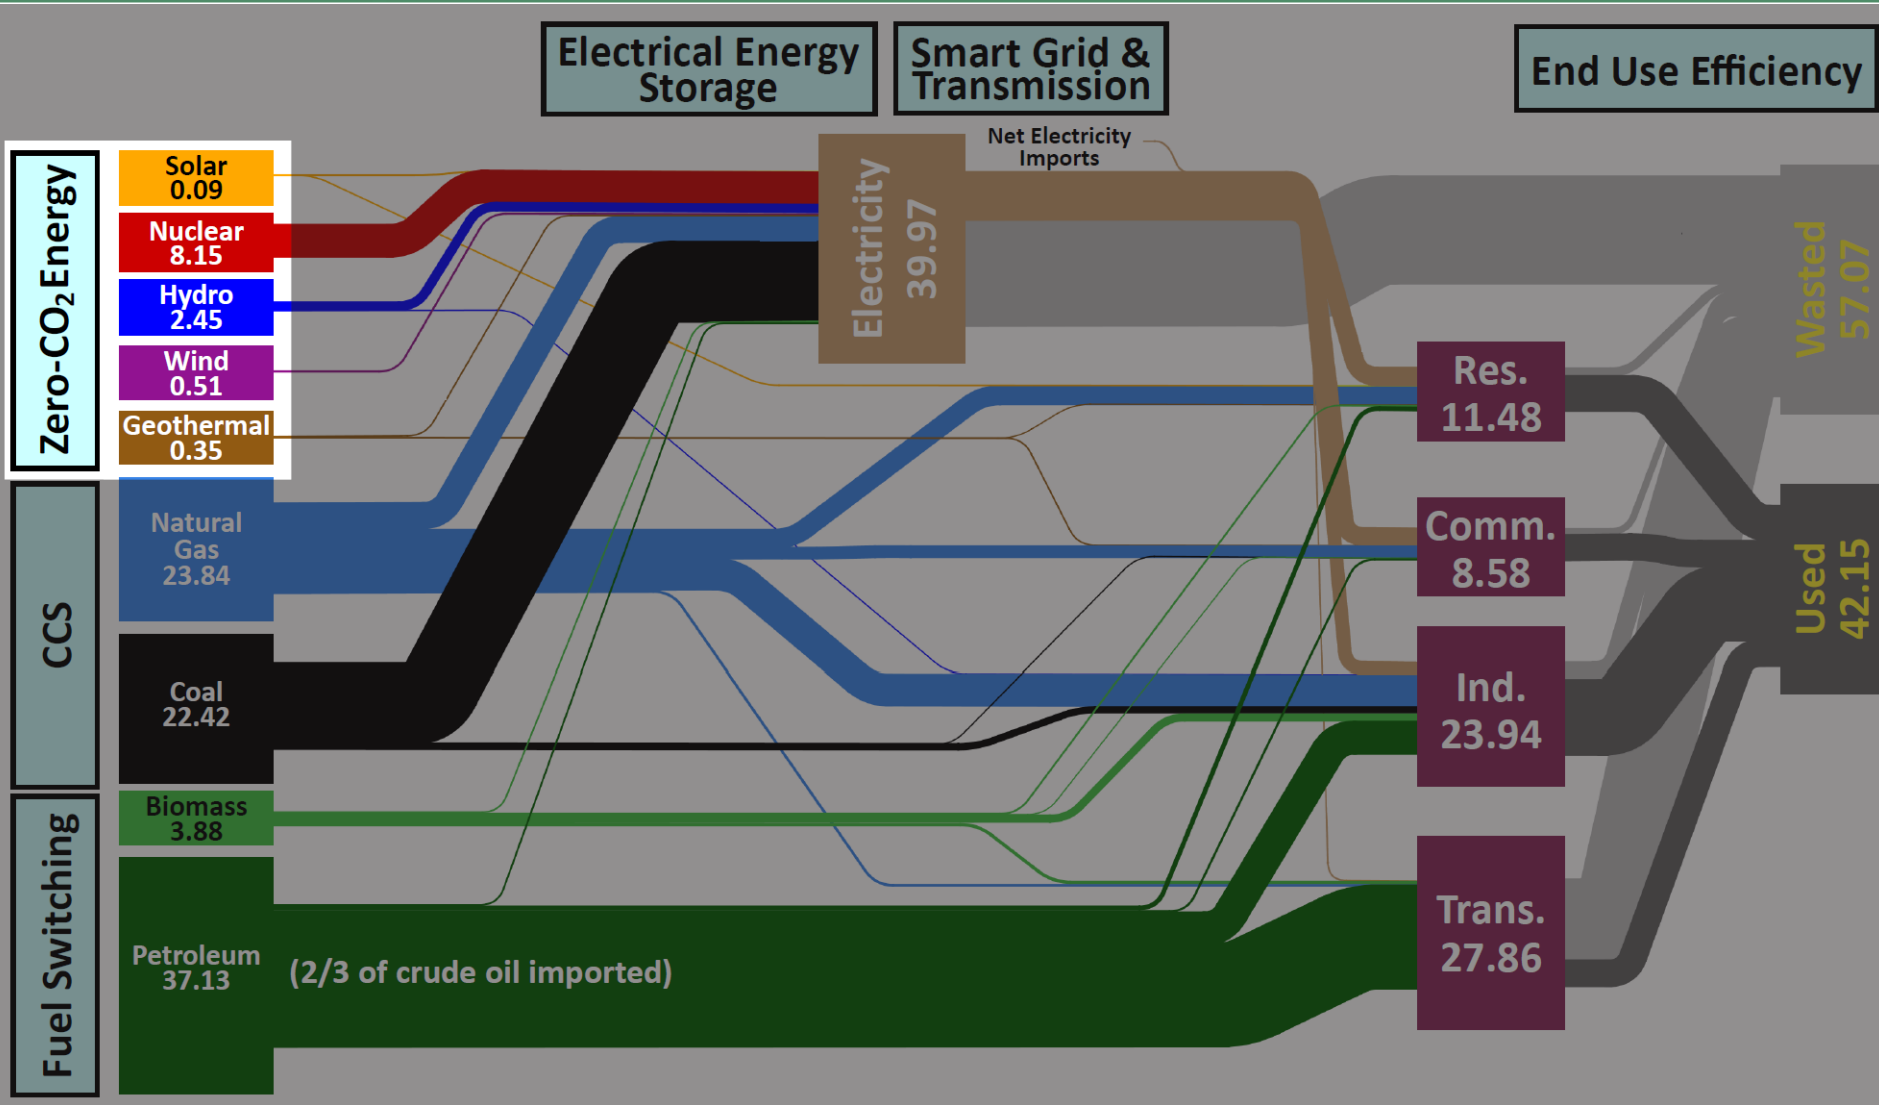 Electrical Energy
Storage
Smart Grid &
Transmission
End Use Efficiency
Net Electricity
Imports
Zero-CO₂ Energy
Solar
0.09
Nuclear
8.15
Hydro
2.45
Wind
0.51
Geothermal
0.35
CCS
Natural
Gas
23.84
Coal
22.42
Fuel Switching
Biomass
3.88
Petroleum
37.13
(2/3 of crude oil imported)
Electricity
39.97
Res.
11.48
Comm.
8.58
Ind.
23.94
Trans.
27.86
Wasted
57.07
Used
42.15